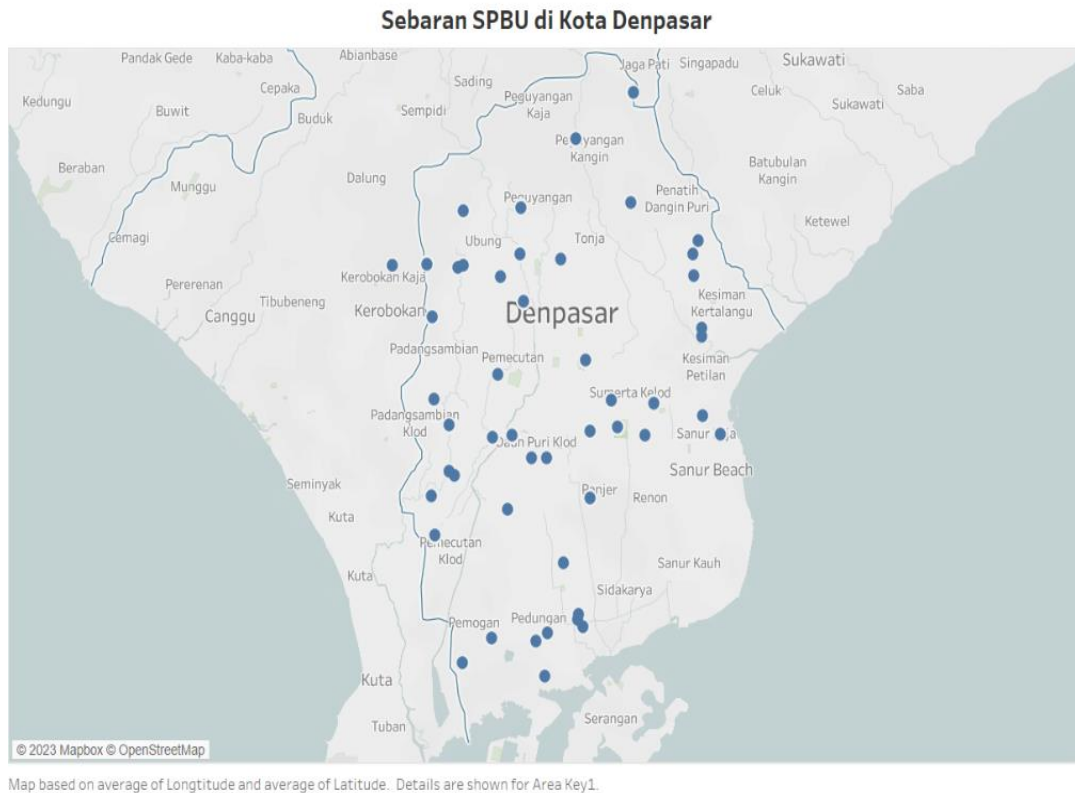 Sebaran SPBU di Kota Denpasar
Pandak Gede
Kaba-kaba
Abianbase
Jaga Pati
Singapadu
Sukawati
Kedungu
Cepaka
Sading
Peguyangan
Kaja
Celuk
Saba
Sukawati
Buwit
Buduk
Sempidi
Kangin
Beraban
Munggu
Dalung
Batubulan
Kangin
Penatih
Dangin Puri
Peguyangan
Ketewel
Cemagi
Ubung
Tonja
Kerobokan Kaja
Pererenan
Tibubeneng
Canggu
Kerobokan
Denpasar
Kesiman
Kertalangu
Padangsambian
Pemecutan
Kesiman
Petilan
Padangsambian
Klod
Sumerta Kelod
Puri Klod
Sanur
Sanur Beach
Seminyak
Panjer
Renon
Kuta
Pemecutan
Klod
Sanur Kauh
Kuta
Sidakarya
Pemogan
Pedungan
Kuta
Tuban
Serangan
© 2023 Mapbox © OpenStreetMap
Map based on average of Longtitude and average of Latitude. Details are shown for Area Key1.